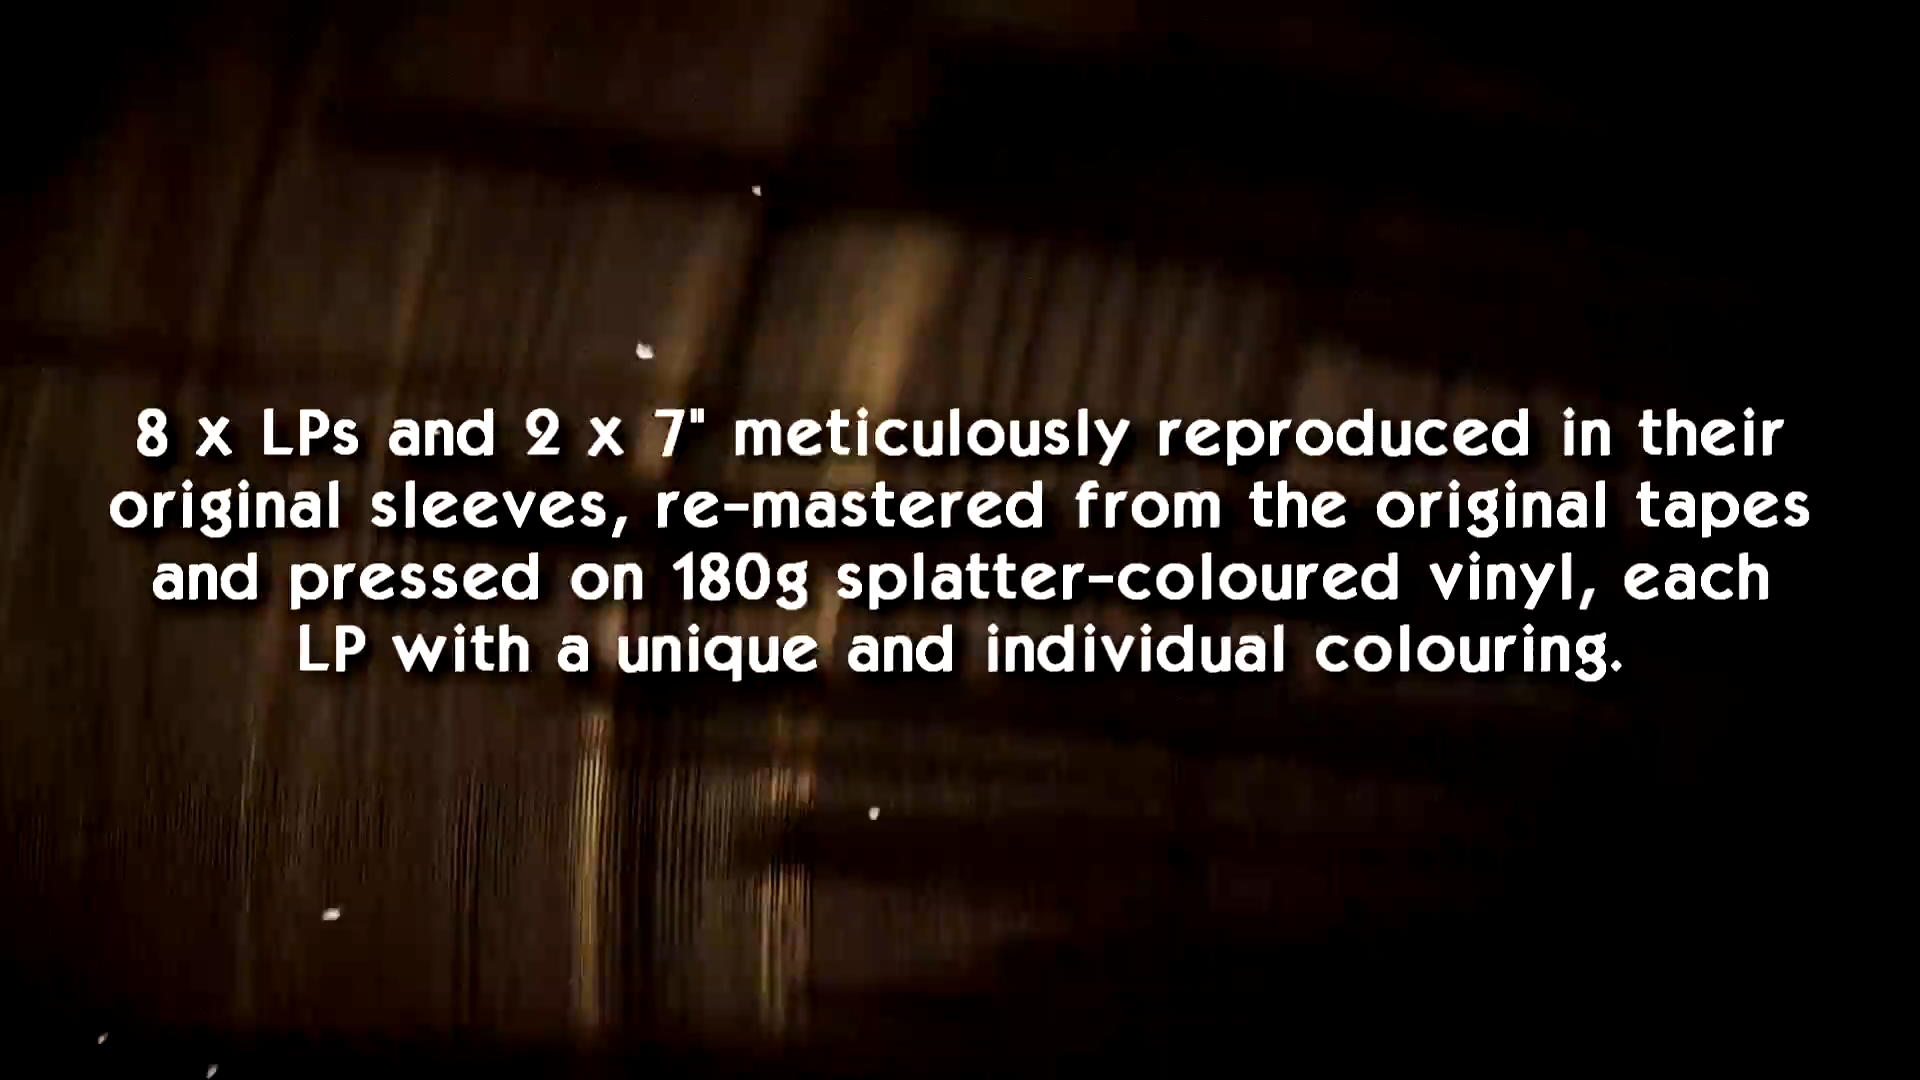 8 x LPs and 2 x 7" meticulously reproduced in their
original sleeves, re-mastered from the original tapes
and pressed on 180g splatter-coloured vinyl, each
LP with a unique and individual colouring.